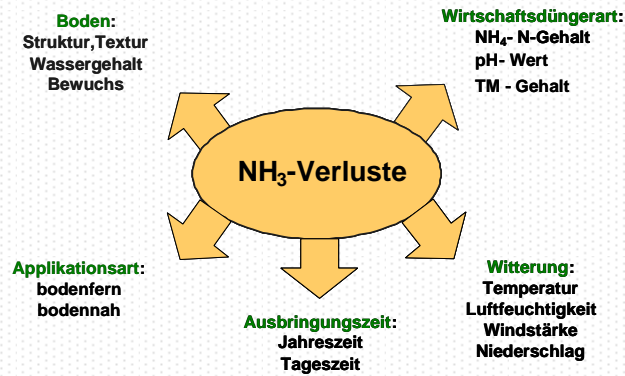 Boden:
Struktur,Textur
Wassergehalt
Bewuchs
Wirtschaftsdüngerart:
NH₄- N-Gehalt
pH- Wert
TM - Gehalt
NH₃-Verluste
Applikationsart:
bodenfern
bodennah
Ausbringungszeit:
Jahreszeit
Tageszeit
Witterung:
Temperatur
Luftfeuchtigkeit
Windstärke
Niederschlag